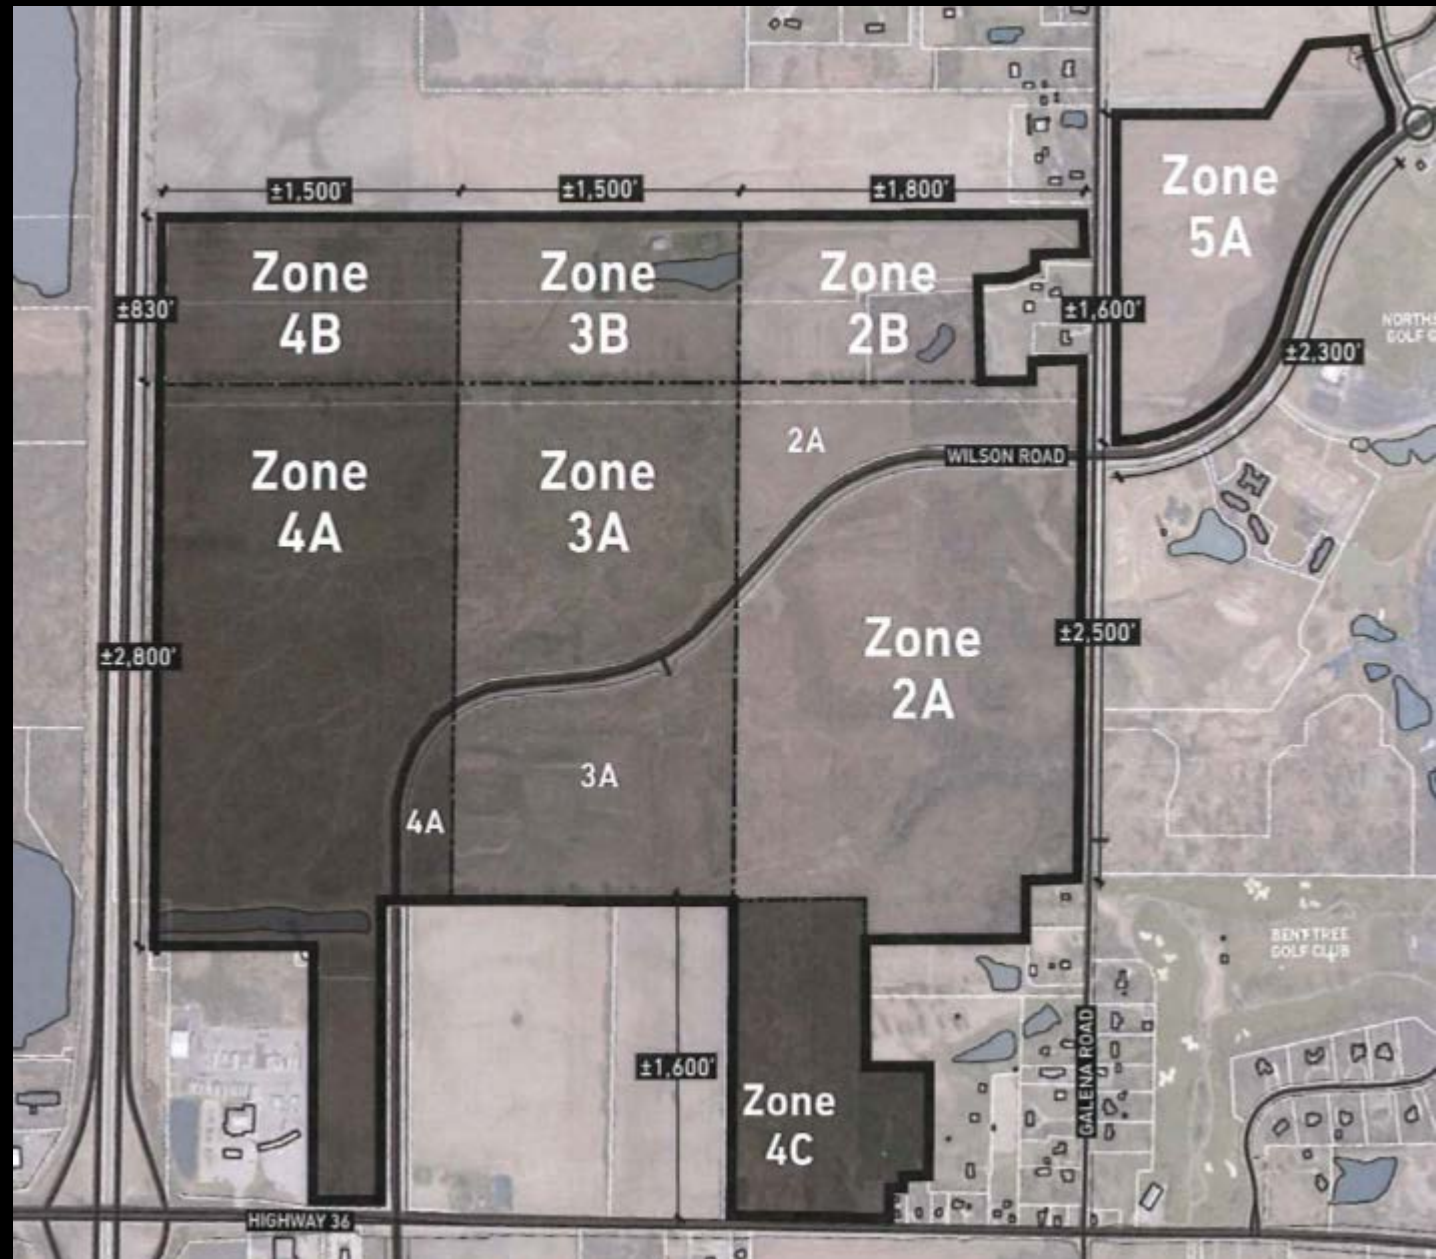 ±1,500'
±1,500'
±1,800'
Zone
5A
Zone
4B
Zone
3B
Zone
2B
±830'
±1,600'
±2,300'
Zone
4A
Zone
3A
2A
WILSON ROAD
±2,800'
Zone
2A
±2,500'
3A
4A
BENT TREE
GOLF CLUB
±1,600'
Zone
4C
GALENA ROAD
HIGHWAY 36